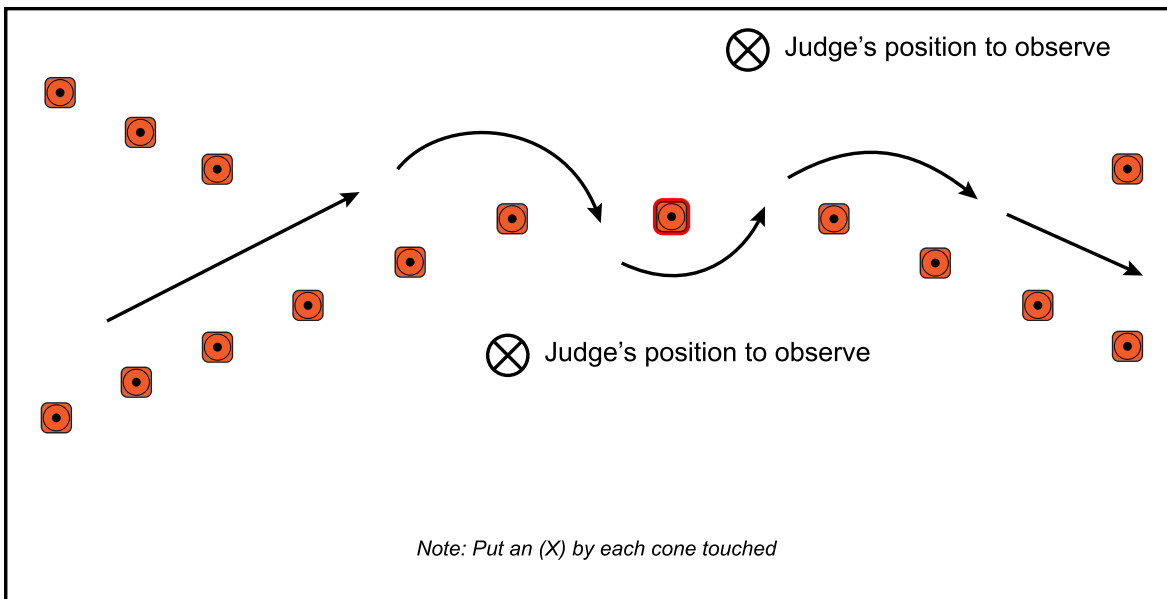 Judge’s position to observe
Judge’s position to observe
Note: Put an (X) by each cone touched